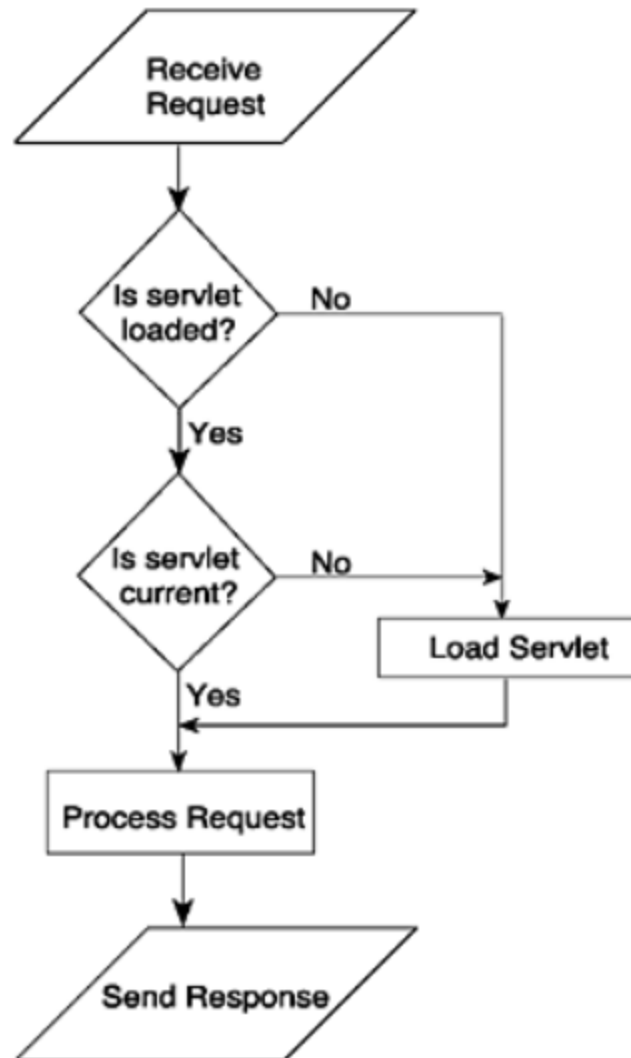 Receive
Request
Is servlet
loaded?
No
Yes
Is servlet
current?
No
Load Servlet
Yes
Process Request
Send Response